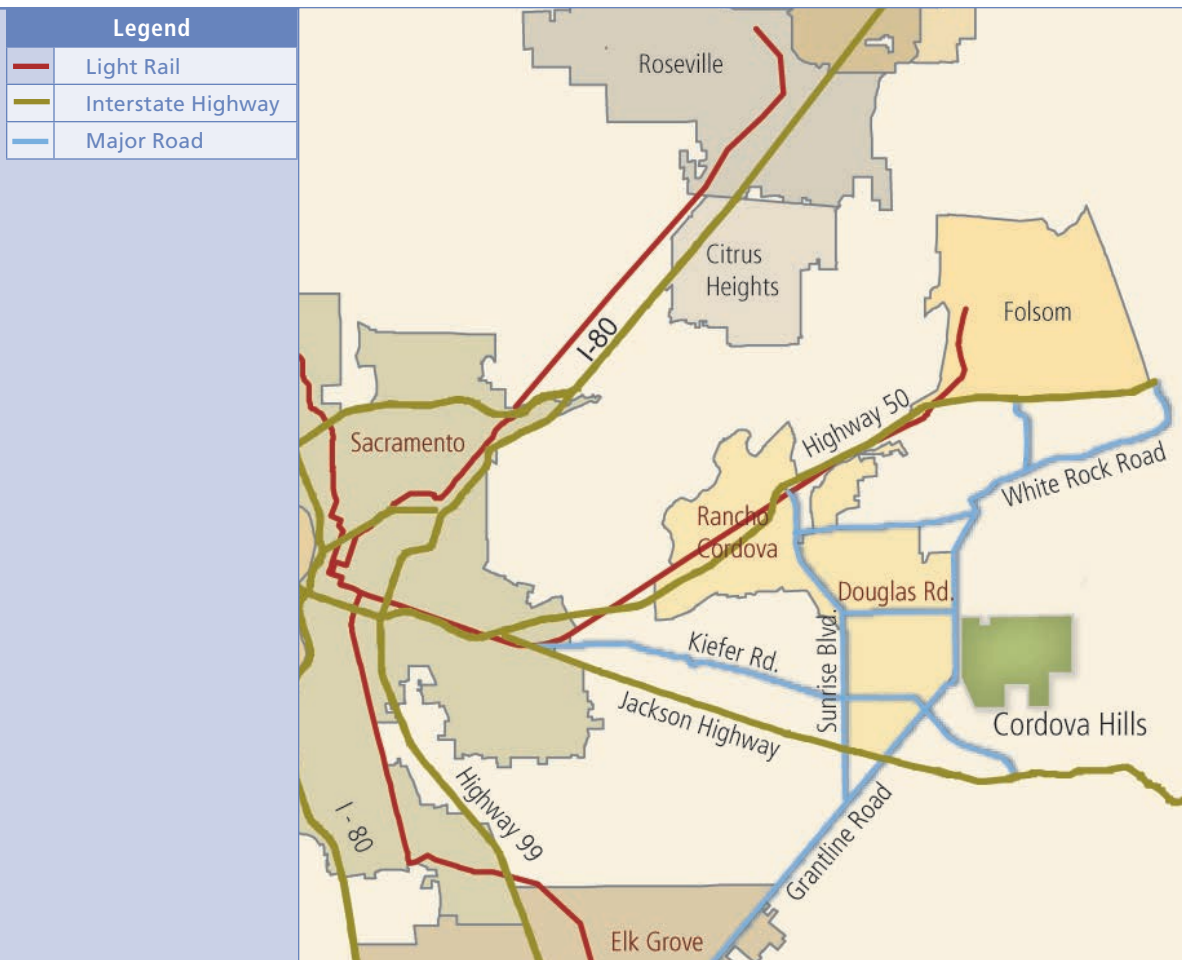 Legend
Light Rail
Interstate Highway
Major Road
Roseville
Citrus
Heights
I-80
Folsom
Highway 50
Sacramento
White Rock Road
Rancho
Cordova
Douglas Rd.
Kiefer Rd.
Sunrise Blvd.
Jackson Highway
Cordova Hills
Highway 99
I - 80
Grantline Road
Elk Grove